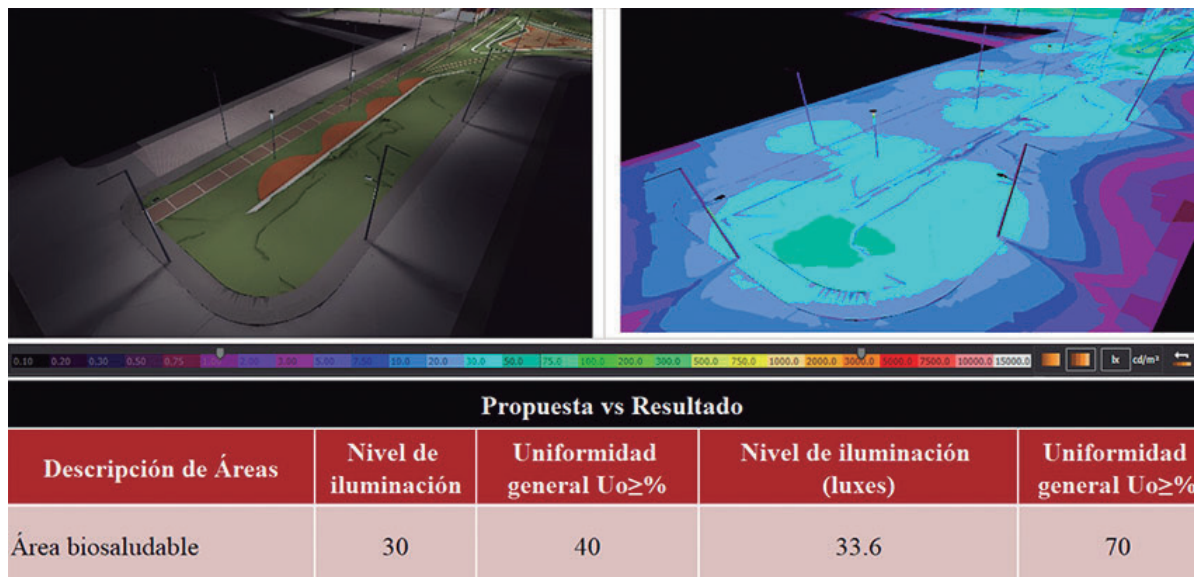 0.10 0.20 0.30 0.50 0.75 1.00 2.00 3.00 5.00 7.50 10.0 20.0 30.0 50.0 75.0 100.0 200.0 300.0 500.0 750.0 1000.0 2000.0 3000.0 5000.0 7500.0 10000.0 15000.0 lx cd/m²
Propuesta vs Resultado
Descripción de Áreas
Nivel de
iluminación
Uniformidad
general Uo≥%
Nivel de iluminación
(luxes)
Uniformidad
general Uo≥%
Área biosaludable 30 40 33.6 70